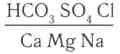 HCO₃ SO₄ Cl
Ca Mg Na